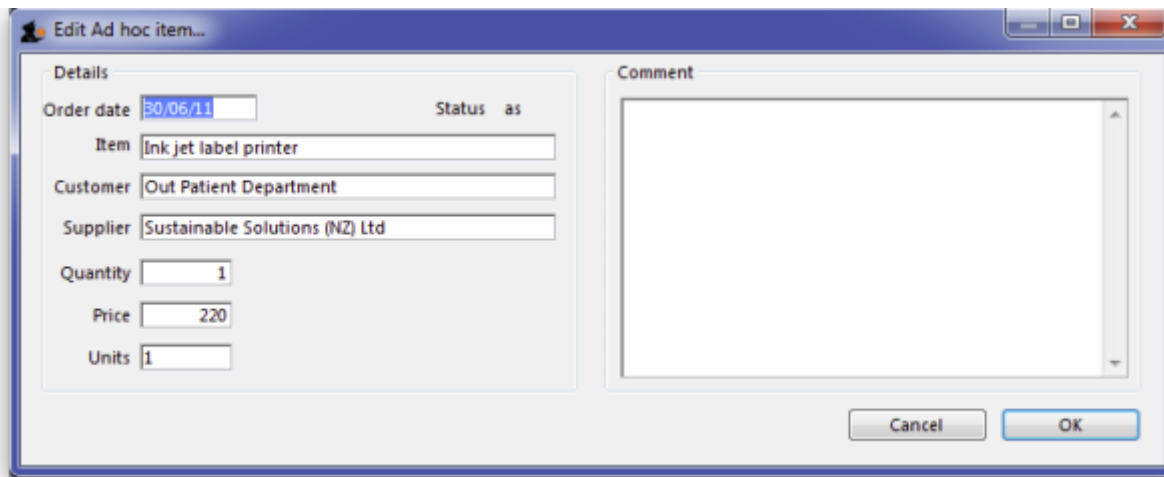 Edit Ad hoc item...
Details
Order date 30/06/11 Status as
Item Ink jet label printer
Customer Out Patient Department
Supplier Sustainable Solutions (NZ) Ltd
Quantity 1
Price 220
Units 1
Comment
Cancel OK